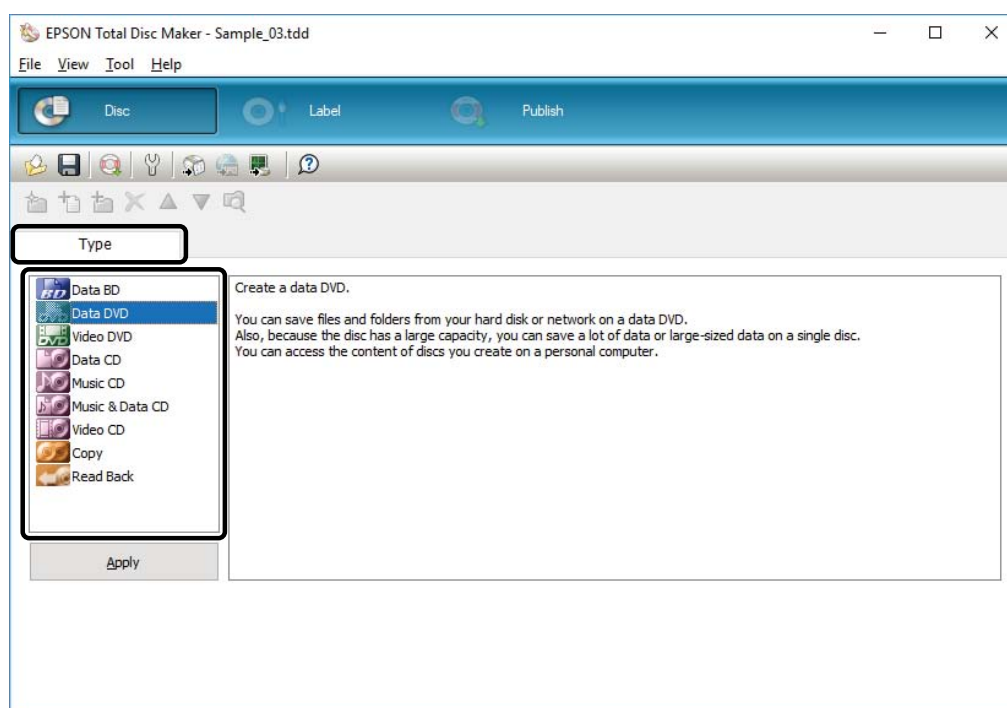 EPSON Total Disc Maker - Sample_03.tdd
File View Tool Help
Disc Label Publish
Type
BD Data BD
Data DVD
DVD Video DVD
Data CD
Music CD
Music & Data CD
Video CD
Copy
Read Back
Apply
Create a data DVD.
You can save files and folders from your hard disk or network on a data DVD.
Also, because the disc has a large capacity, you can save a lot of data or large-sized data on a single disc.
You can access the content of discs you create on a personal computer.